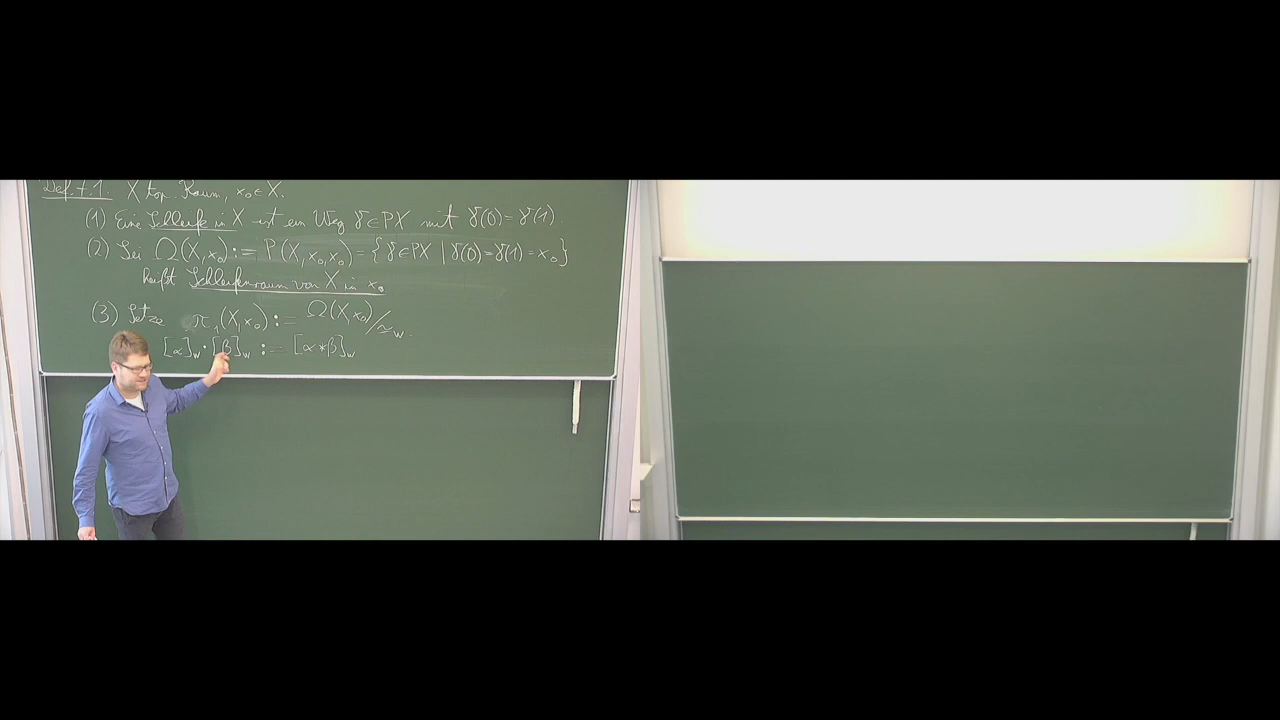 Def. 7.1. X top. Raum, x₀ ∈ X.
(1) Eine Schleife in X ist ein Weg γ ∈ PX mit γ(0) = γ(1).
(2) Sei Ω(X, x₀) := P(X, x₀, x₀) = {γ ∈ PX | γ(0) = γ(1) = x₀}
heißt Schleifenraum von X in x₀
(3) Setze π₁(X, x₀) := Ω(X, x₀)/≃_w.
[α]_w · [β]_w := [α * β]_w